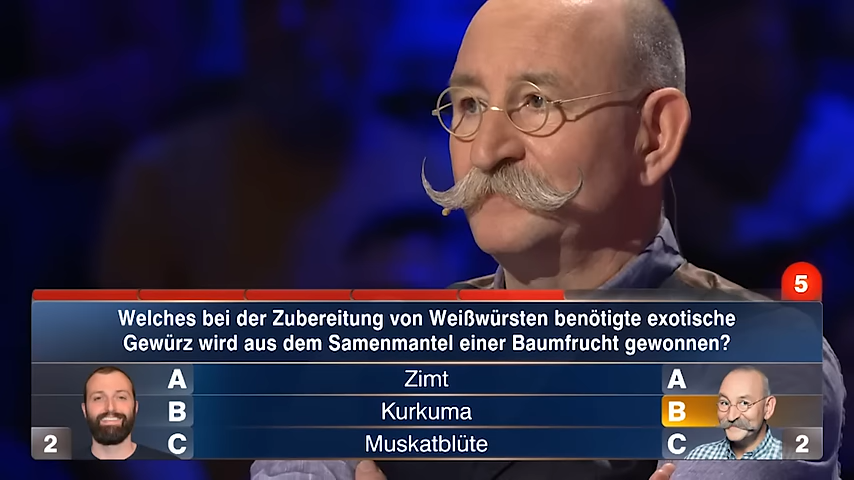 5
Welches bei der Zubereitung von Weißwürsten benötigte exotische
Gewürz wird aus dem Samenmantel einer Baumfrucht gewonnen?
A Zimt A
B Kurkuma B
2 C Muskatblüte C 2